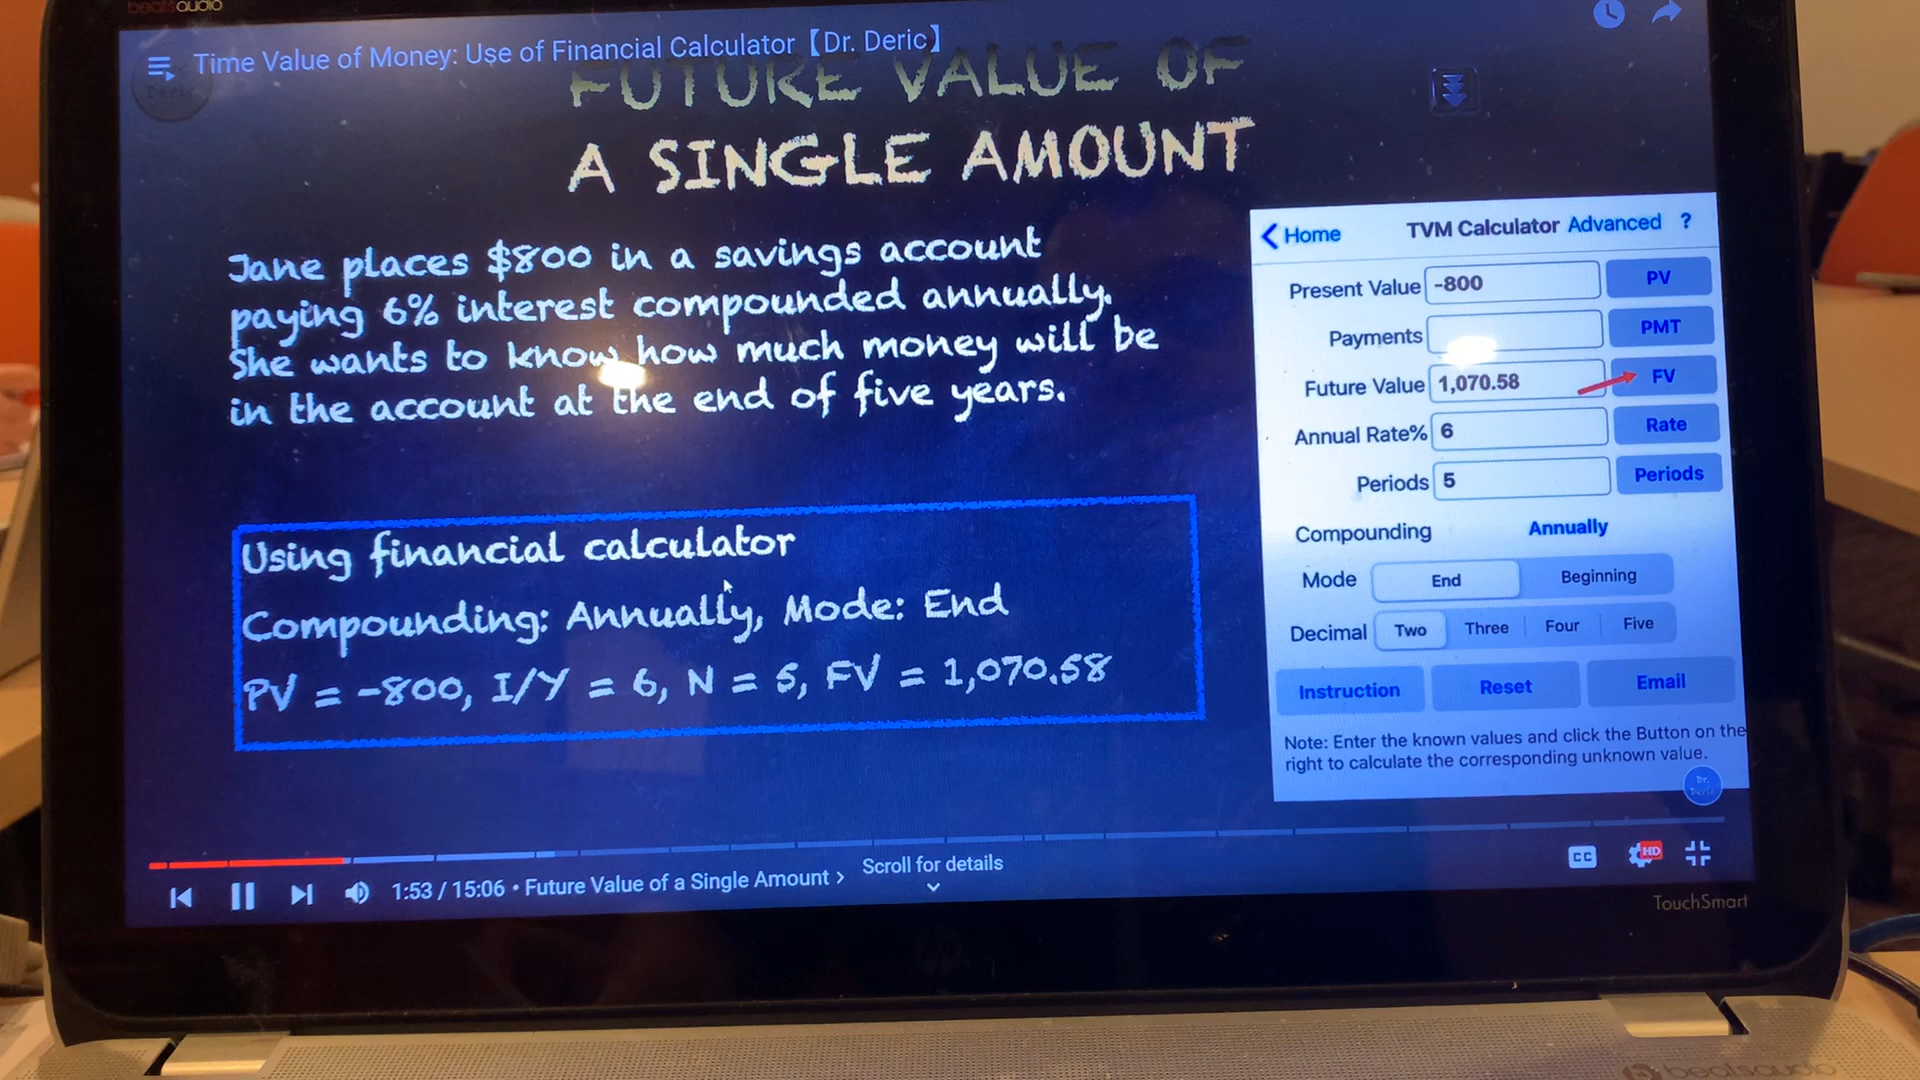 beatsaudio
Time Value of Money: Use of Financial Calculator【Dr. Deric】
FUTURE VALUE OF
A SINGLE AMOUNT
Jane places $800 in a savings account
paying 6% interest compounded annually.
She wants to know how much money will be
in the account at the end of five years.
Using financial calculator
Compounding: Annually, Mode: End
PV = -800, I/Y = 6, N = 5, FV = 1,070.58
Home TVM Calculator Advanced ?
Present Value -800 PV
Payments PMT
Future Value 1,070.58 FV
Annual Rate% 6 Rate
Periods 5 Periods
Compounding Annually
Mode End Beginning
Decimal Two Three Four Five
Instruction Reset Email
Note: Enter the known values and click the Button on the
right to calculate the corresponding unknown value.
Dr.
Deric
1:53 / 15:06 • Future Value of a Single Amount >
Scroll for details
CC HD
TouchSmart
hp
beatsaudio